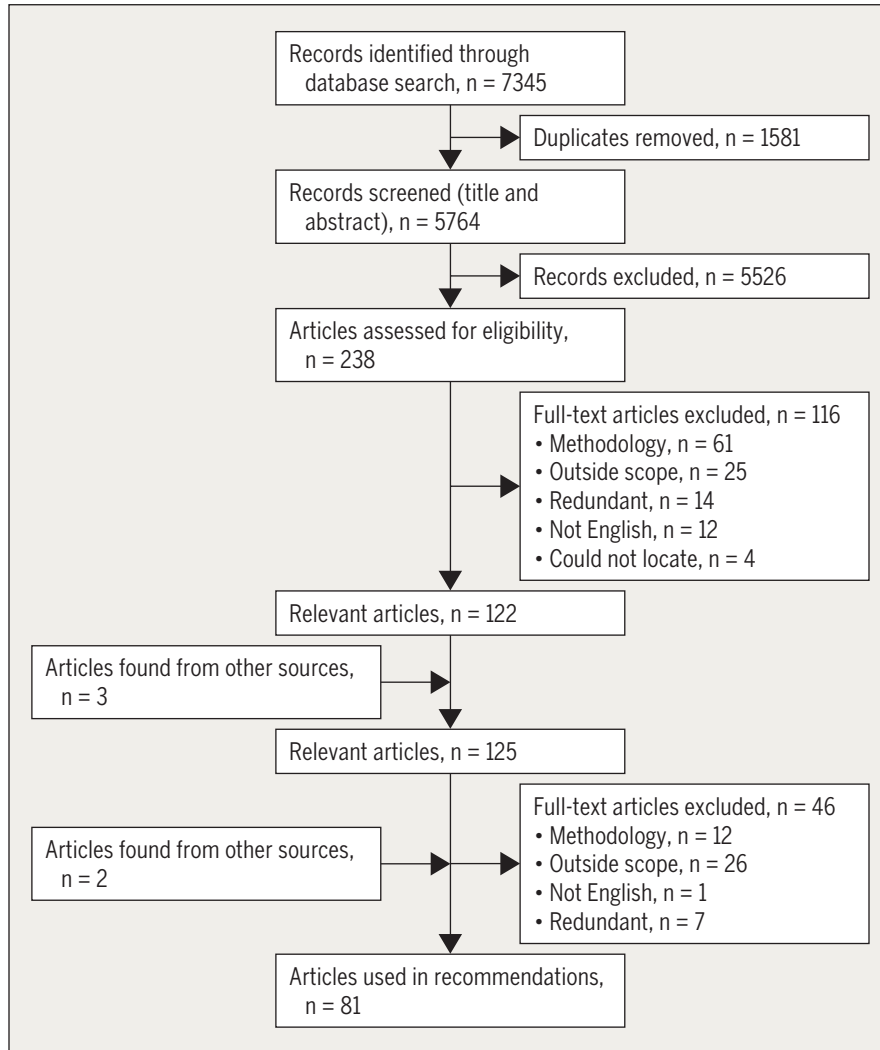 Records identified through
database search, n = 7345
Duplicates removed, n = 1581
Records screened (title and
abstract), n = 5764
Records excluded, n = 5526
Articles assessed for eligibility,
n = 238
Full-text articles excluded, n = 116
• Methodology, n = 61
• Outside scope, n = 25
• Redundant, n = 14
• Not English, n = 12
• Could not locate, n = 4
Relevant articles, n = 122
Articles found from other sources,
n = 3
Relevant articles, n = 125
Full-text articles excluded, n = 46
• Methodology, n = 12
• Outside scope, n = 26
• Not English, n = 1
• Redundant, n = 7
Articles found from other sources,
n = 2
Articles used in recommendations,
n = 81